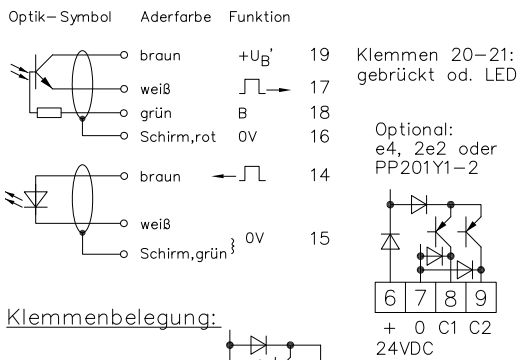 Optik-Symbol Aderfarbe Funktion
braun +UB' 19
weiß 17
grün B 18
Schirm,rot 0V 16
braun 14
weiß
0V 15
Schirm,grün
Klemmen 20-21:
gebrückt od. LED
Optional:
e4, 2e2 oder
PP201Y1-2
6 7 8 9
+ 0 C1 C2
24VDC
Klemmenbelegung: